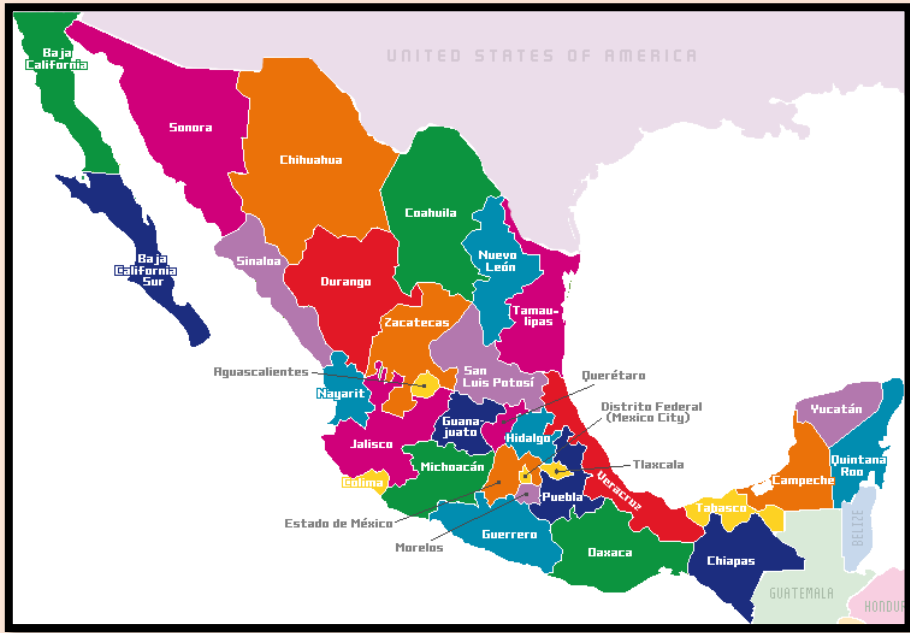 Baja
California
UNITED STATES OF AMERICA
Sonora
Chihuahua
Coahuila
Baja
California
Sur
Sinaloa
Durango
Nuevo
León
Tamau-
lipas
Zacatecas
Aguascalientes
San
Luis Potosí
Querétaro
Nayarit
Distrito Federal
(Mexico City)
Yucatán
Guana-
juato
Hidalgo
Jalisco
Michoacán
Tlaxcala
Quintana
Roo
Campeche
Colima
Puebla
Veracruz
Tabasco
Estado de México
Morelos
Guerrero
Oaxaca
Chiapas
BELIZE
GUATEMALA
HONDUR